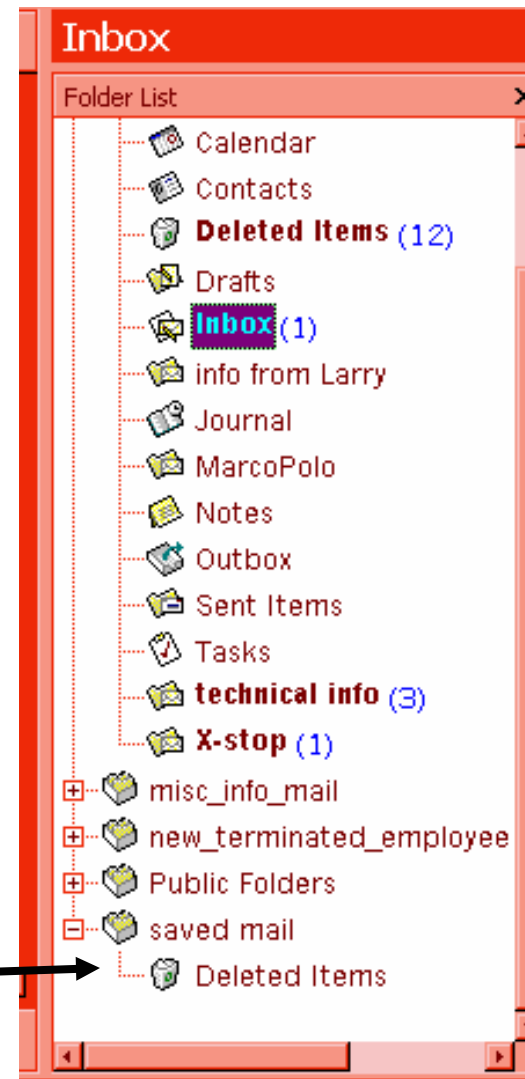 Inbox
Folder List
Calendar
Contacts
Deleted Items (12)
Drafts
Inbox (1)
info from Larry
Journal
MarcoPolo
Notes
Outbox
Sent Items
Tasks
technical info (3)
X-stop (1)
misc_info_mail
new_terminated_employee
Public Folders
saved mail
Deleted Items